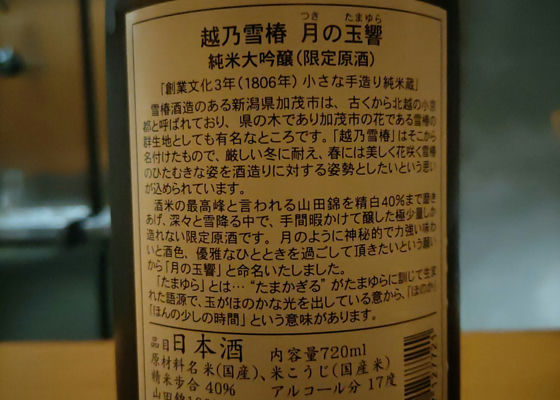 つき たまゆら
越乃雪椿 月の玉響
純米大吟醸(限定原酒)
「創業文化3年(1806年) 小さな手造り純米蔵」
雪椿酒造のある新潟県加茂市は、古くから北越の小京
都と呼ばれており、県の木であり加茂市の花である雪椿の
群生地としても有名なところです。「越乃雪椿」はそこから
名付けたもので、厳しい冬に耐え、春には美しく花咲く雪椿
のひたむきな姿を酒造りに対する姿勢としたいという思い
が込められています。
酒米の最高峰と言われる山田錦を精白40%まで磨き
あげ、深々と雪降る中で、手間暇かけて醸した極少量しか
造れない限定原酒です。月のように神秘的で力強い味わ
いと酒色、優雅なひとときを過ごして頂きたいという願い
から「月の玉響」と命名いたしました。
「たまゆら」とは…“たまかぎる”がたまゆらに訓じて生ま
れた語源で、玉がほのかな光を出している意から、「ほのか」
「ほんの少しの時間」という意味があります。
品目 日本酒 内容量720ml
原材料名 米(国産)、米こうじ(国産米)
精米歩合 40% アルコール分 17度
山田錦